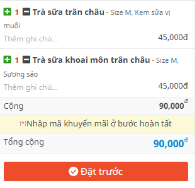 1 Trà sữa trân châu - Size M, Kem sữa vị
muối
Thêm ghi chú... 45,000đ
1 Trà sữa khoai môn trân châu - Size M,
Sương sáo
Thêm ghi chú... 45,000đ
Cộng 90,000đ
(*)Nhập mã khuyến mãi ở bước hoàn tất
Tổng cộng 90,000đ
Đặt trước